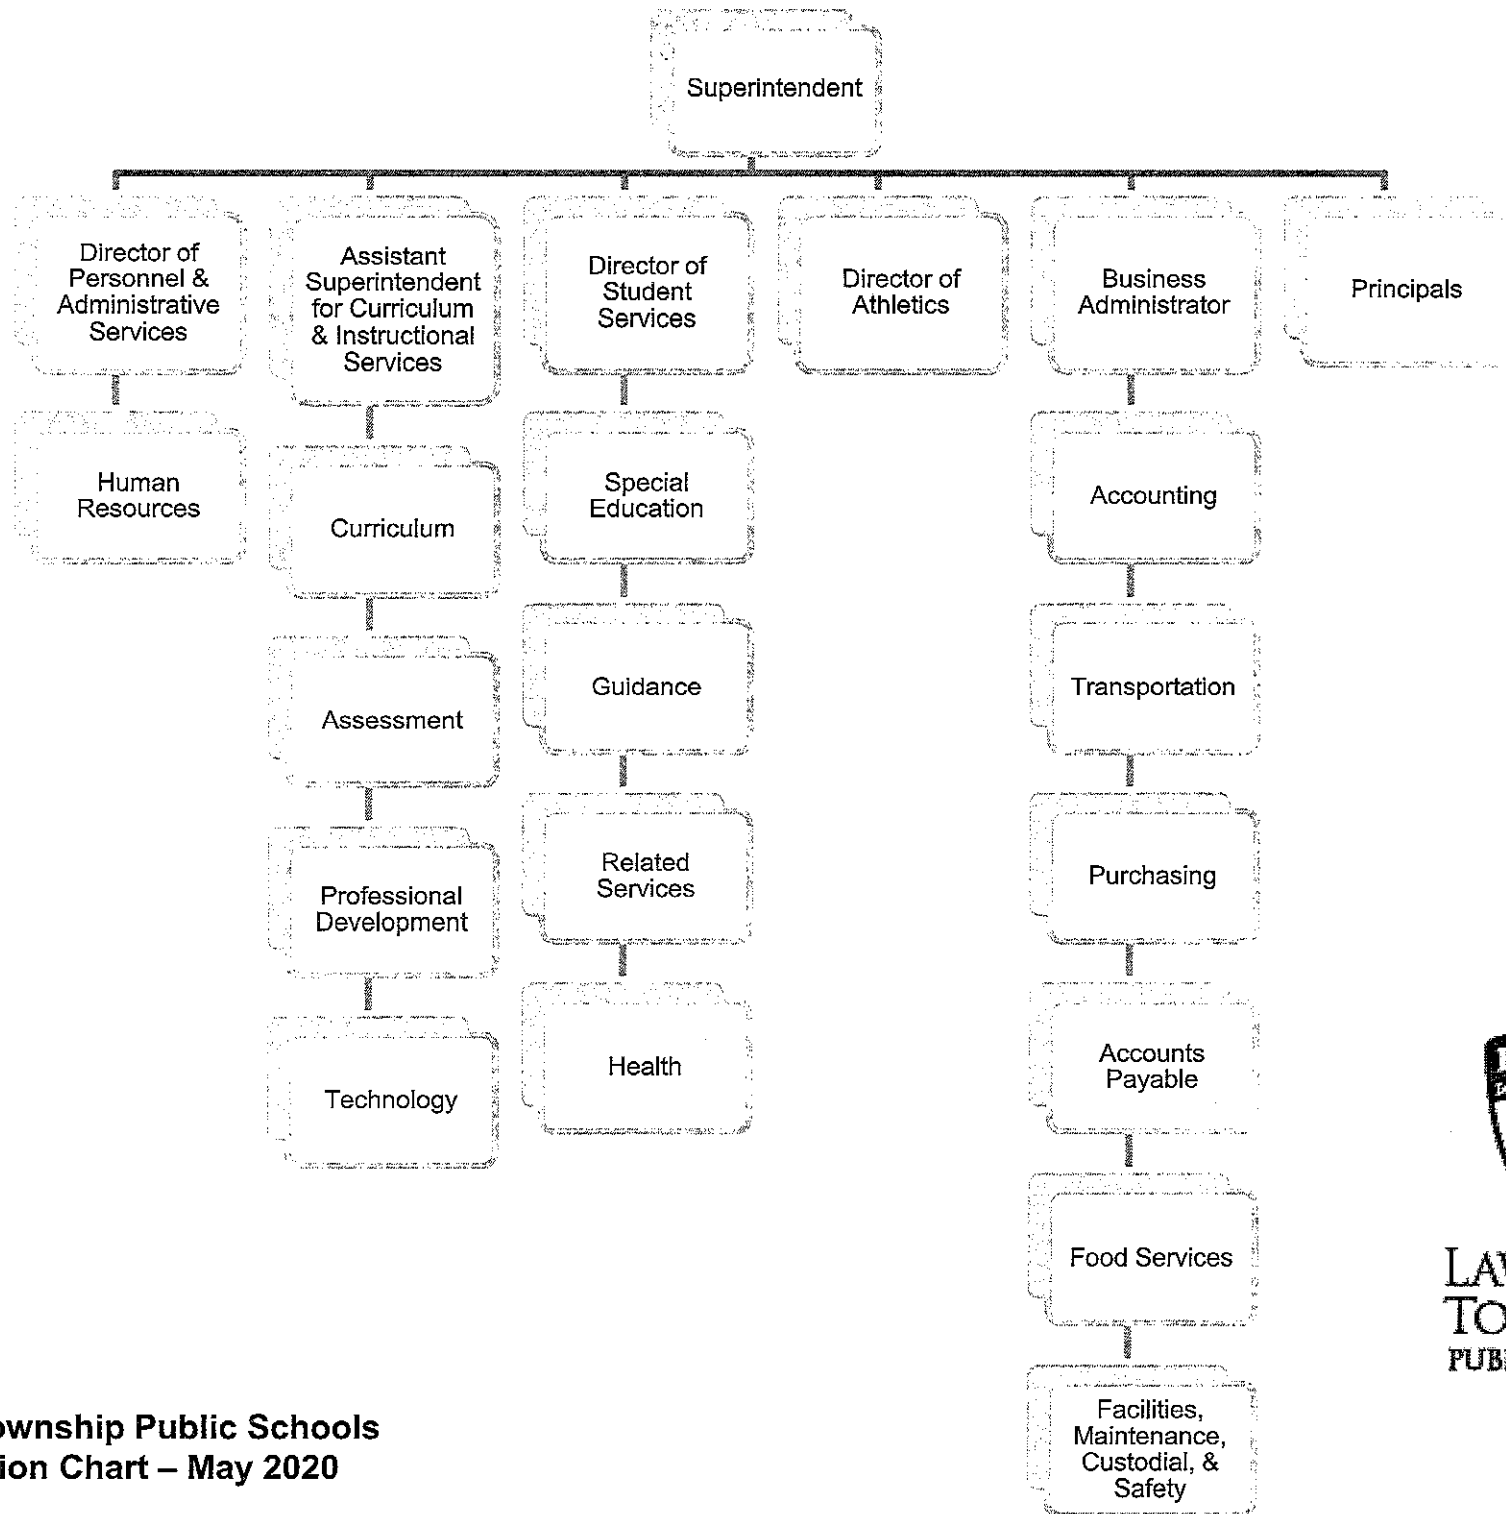 Superintendent
Director of
Personnel &
Administrative
Services
Assistant
Superintendent
for Curriculum
& Instructional
Services
Director of
Student
Services
Director of
Athletics
Business
Administrator
Principals
Human
Resources
Curriculum
Assessment
Professional
Development
Technology
Special
Education
Guidance
Related
Services
Health
Accounting
Transportation
Purchasing
Accounts
Payable
Food Services
Facilities,
Maintenance,
Custodial, &
Safety
ownship Public Schools
ion Chart – May 2020